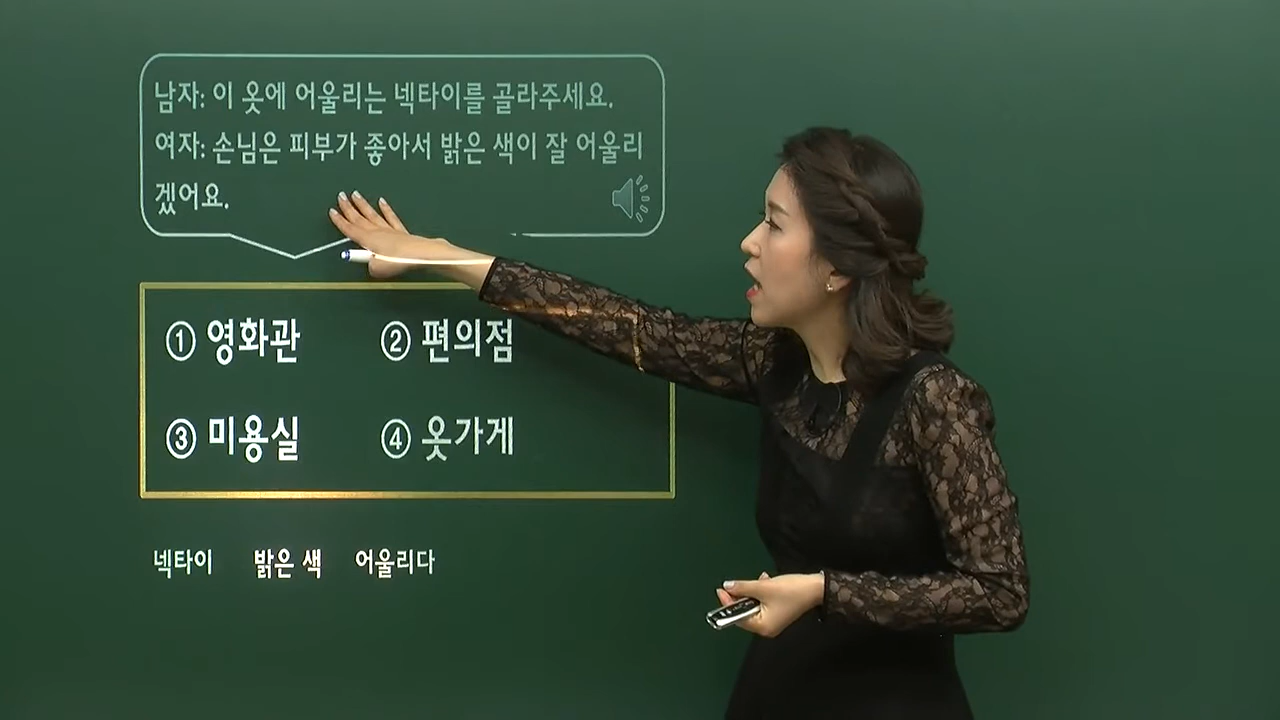 남자: 이 옷에 어울리는 넥타이를 골라주세요.
여자: 손님은 피부가 좋아서 밝은 색이 잘 어울리
겠어요.
① 영화관 ② 편의점
③ 미용실 ④ 옷가게
넥타이 밝은 색 어울리다